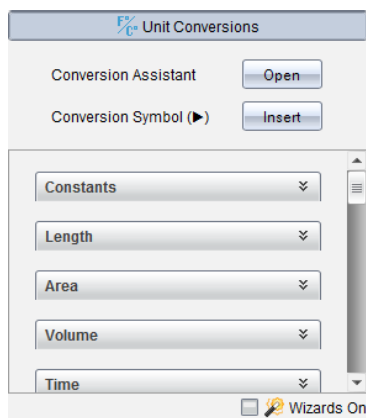 F°/C° Unit Conversions
Conversion Assistant Open
Conversion Symbol (►) Insert
Constants
Length
Area
Volume
Time
Wizards On